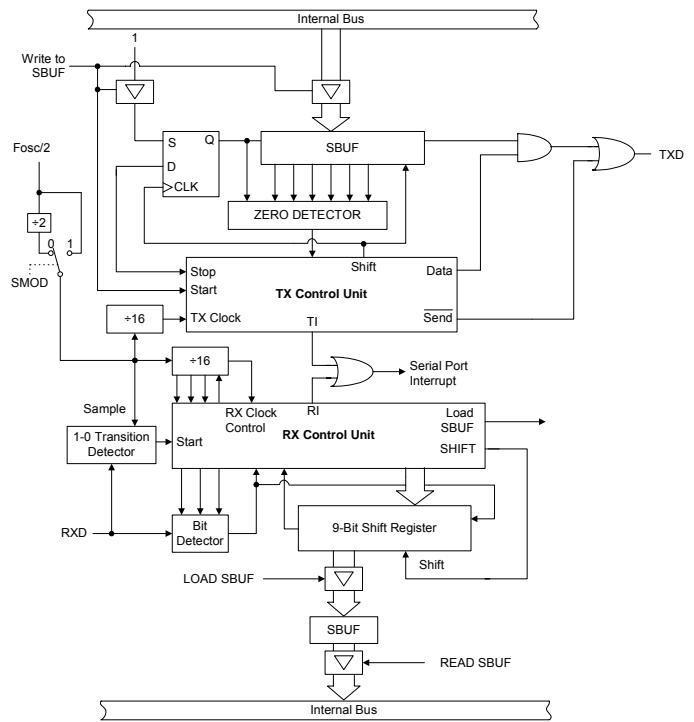 Internal Bus
1
Write to
SBUF
S
Q
D
CLK
SBUF
TXD
Fosc/2
÷2
0 1
SMOD
ZERO DETECTOR
Shift
Stop
Start
Data
TX Control Unit
÷16
TX Clock
Send
TI
÷16
Serial Port
Interrupt
Sample
RX Clock
Control
RI
Load
SBUF
1-0 Transition
Detector
Start
RX Control Unit
SHIFT
RXD
Bit
Detector
9-Bit Shift Register
Shift
LOAD SBUF
SBUF
READ SBUF
Internal Bus